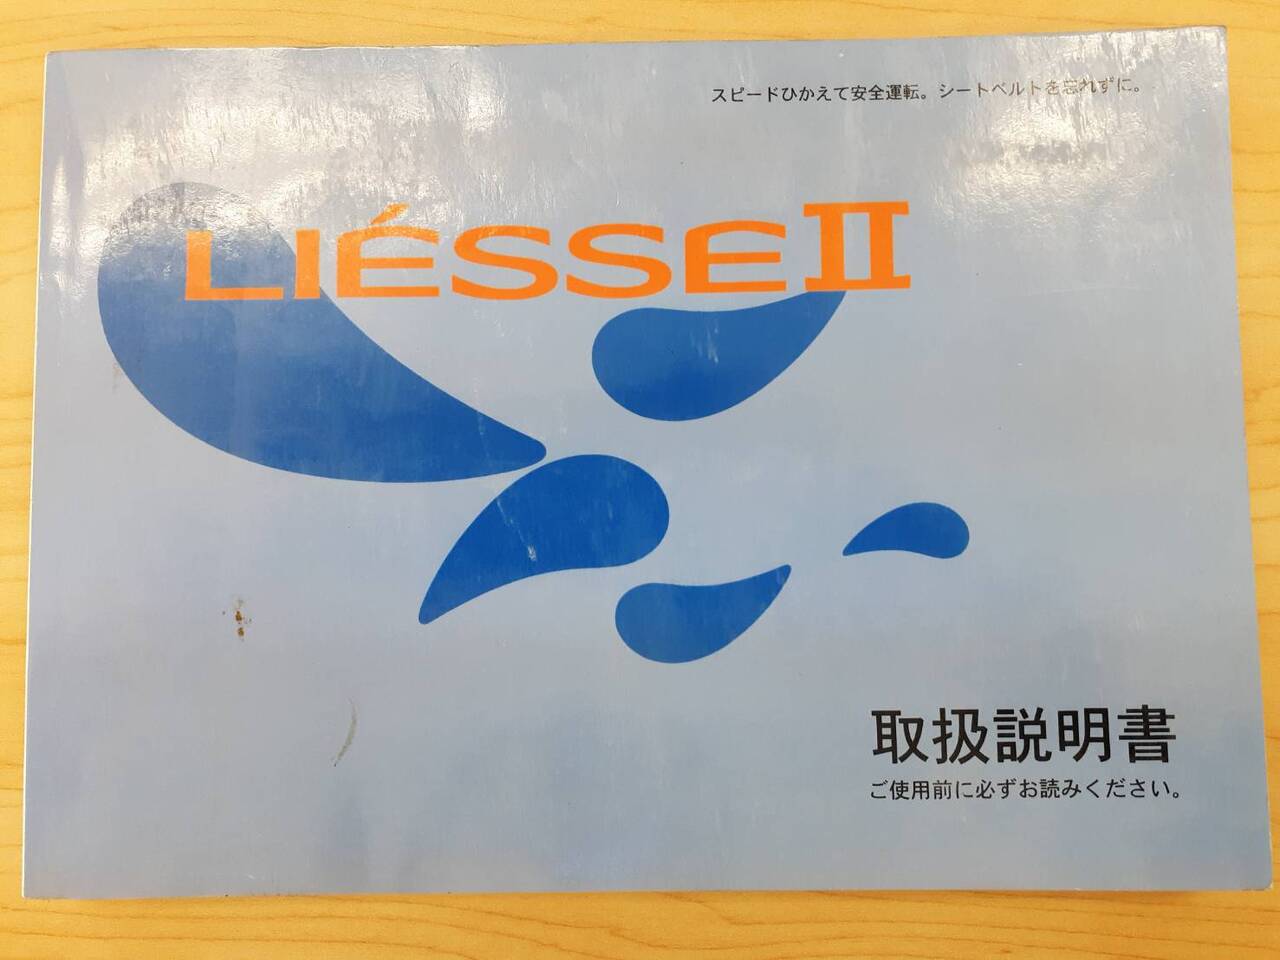 スピードひかえて安全運転。シートベルトを忘れずに。
LIÉSSEⅡ
取扱説明書
ご使用前に必ずお読みください。